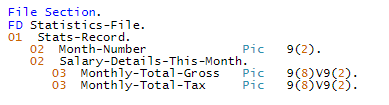 File Section.
FD Statistics-File.
01 Stats-Record.
02 Month-Number Pic 9(2).
02 Salary-Details-This-Month.
03 Monthly-Total-Gross Pic 9(8)V9(2).
03 Monthly-Total-Tax Pic 9(8)V9(2).